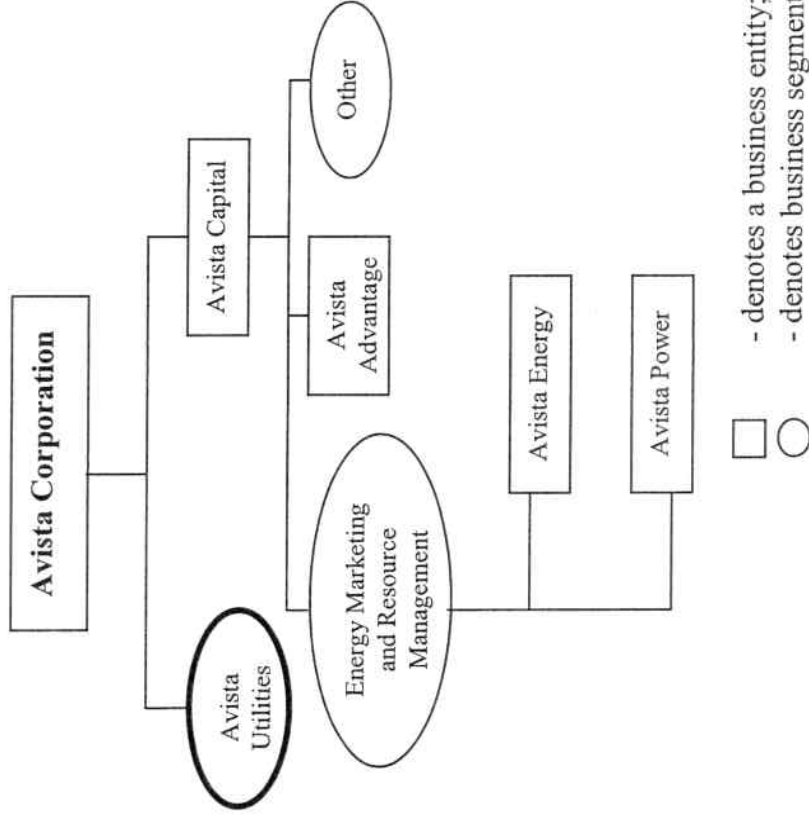 Avista Corporation
Avista
Utilities
Avista Capital
Energy Marketing
and Resource
Management
Avista
Advantage
Other
Avista Energy
Avista Power
- denotes a business entity;
- denotes business segment